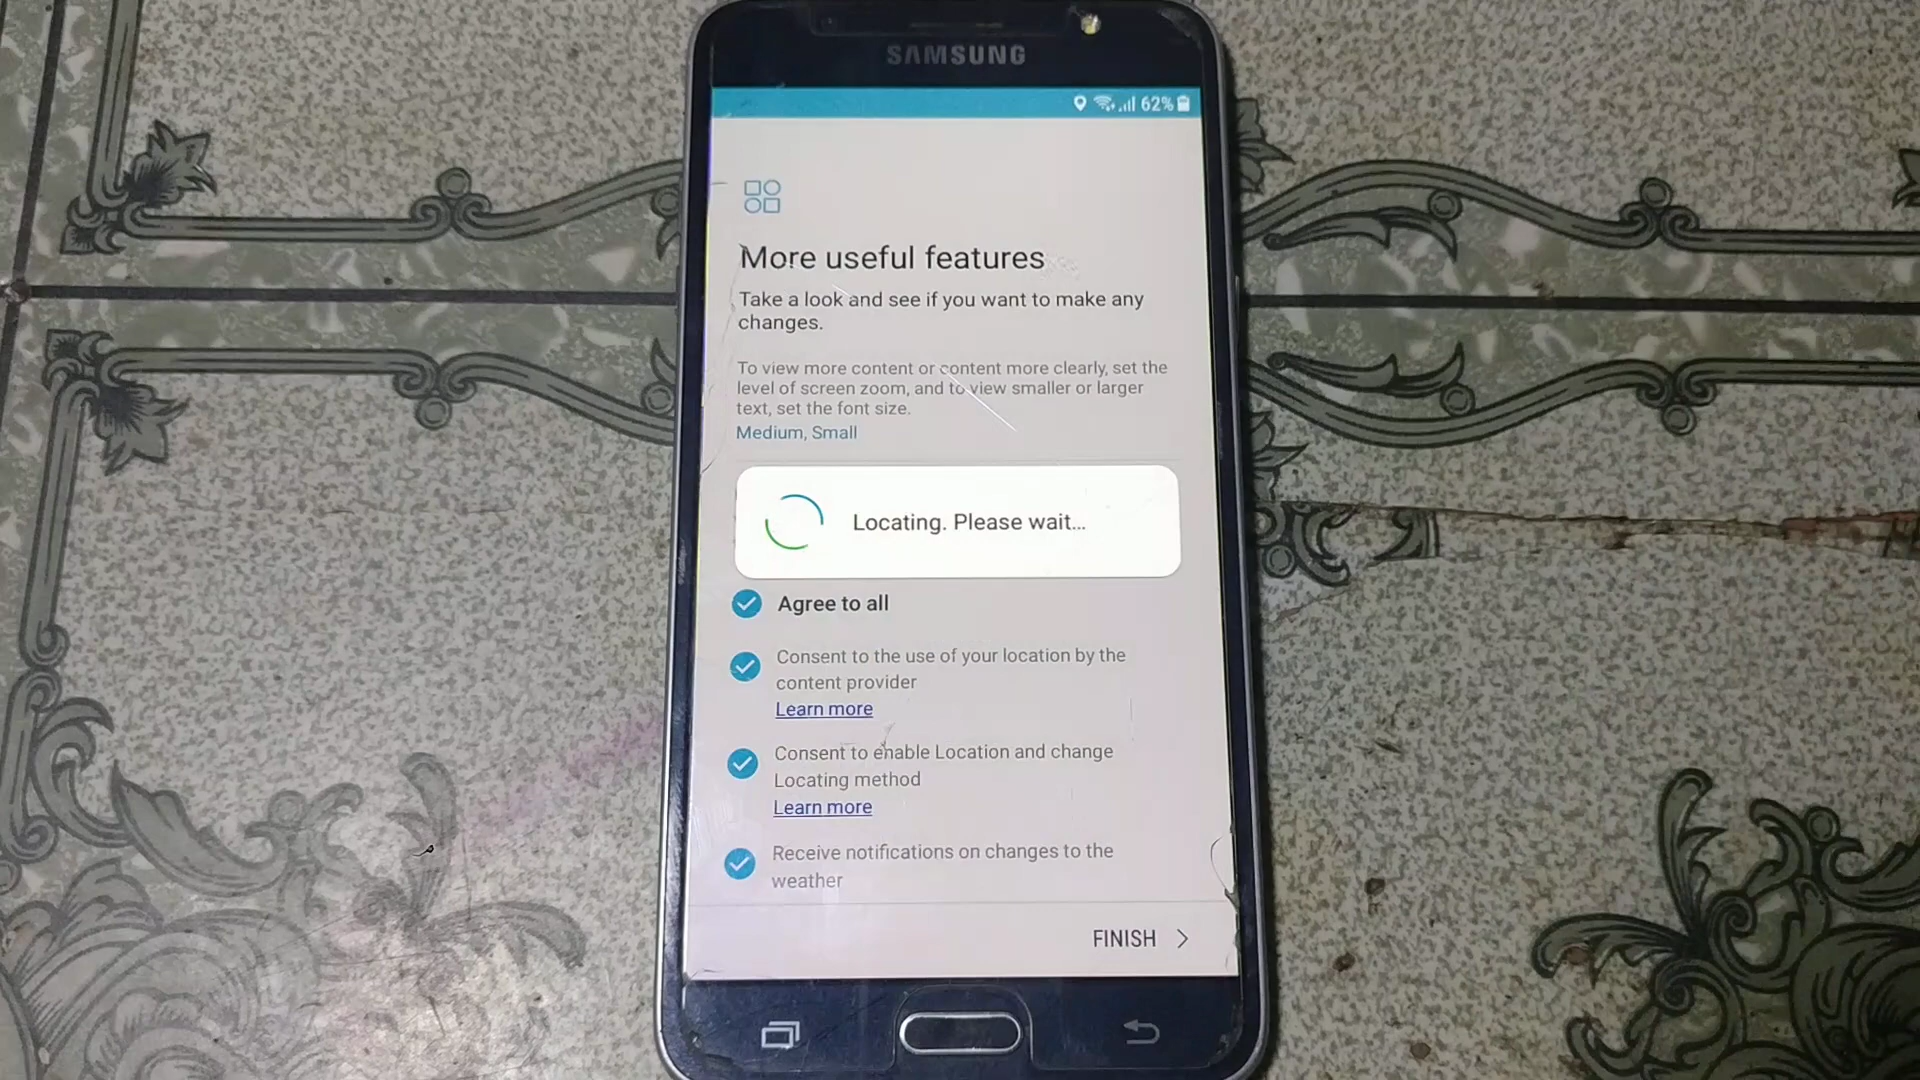 SAMSUNG
62%
More useful features
Take a look and see if you want to make any
changes.
To view more content or content more clearly, set the
level of screen zoom, and to view smaller or larger
text, set the font size.
Medium, Small
Locating. Please wait...
Agree to all
Consent to the use of your location by the
content provider
Learn more
Consent to enable Location and change
Locating method
Learn more
Receive notifications on changes to the
weather
FINISH